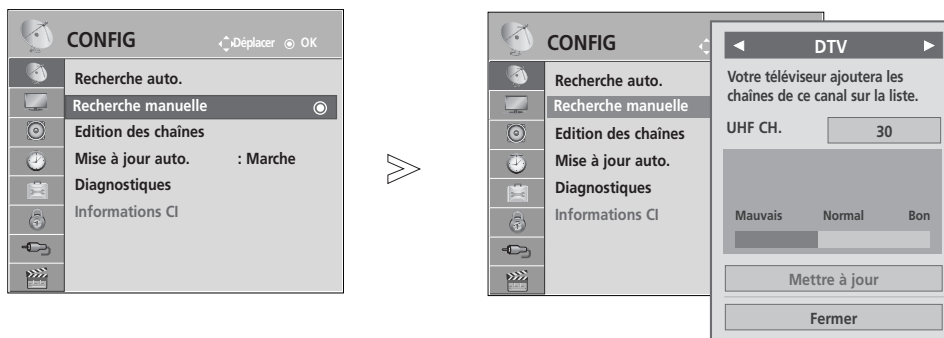 CONFIG
Déplacer OK
Recherche auto.
Recherche manuelle
Edition des chaînes
Mise à jour auto. : Marche
Diagnostiques
Informations CI
CONFIG
Recherche auto.
Recherche manuelle
Edition des chaînes
Mise à jour auto.
Diagnostiques
Informations CI
DTV
Votre téléviseur ajoutera les
chaînes de ce canal sur la liste.
UHF CH. 30
Mauvais Normal Bon
Mettre à jour
Fermer